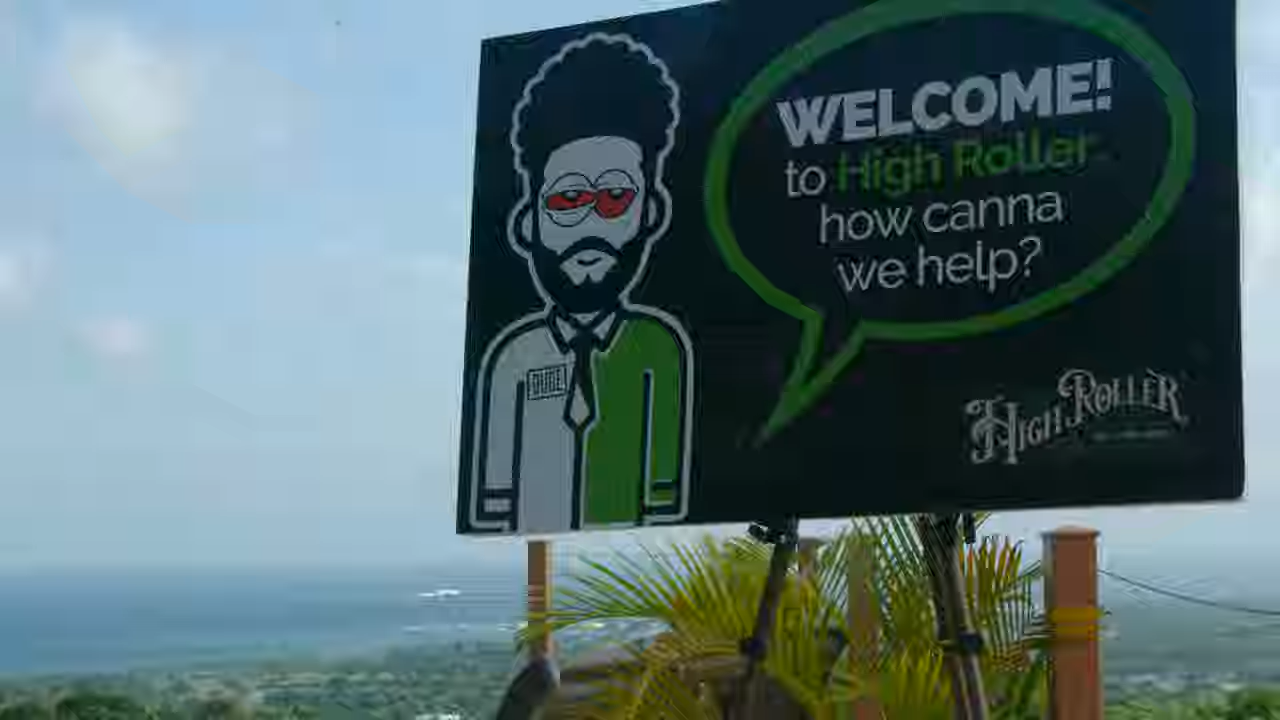 WELCOME!
to High Roller
how canna
we help?
DUDE
HIGH ROLLER